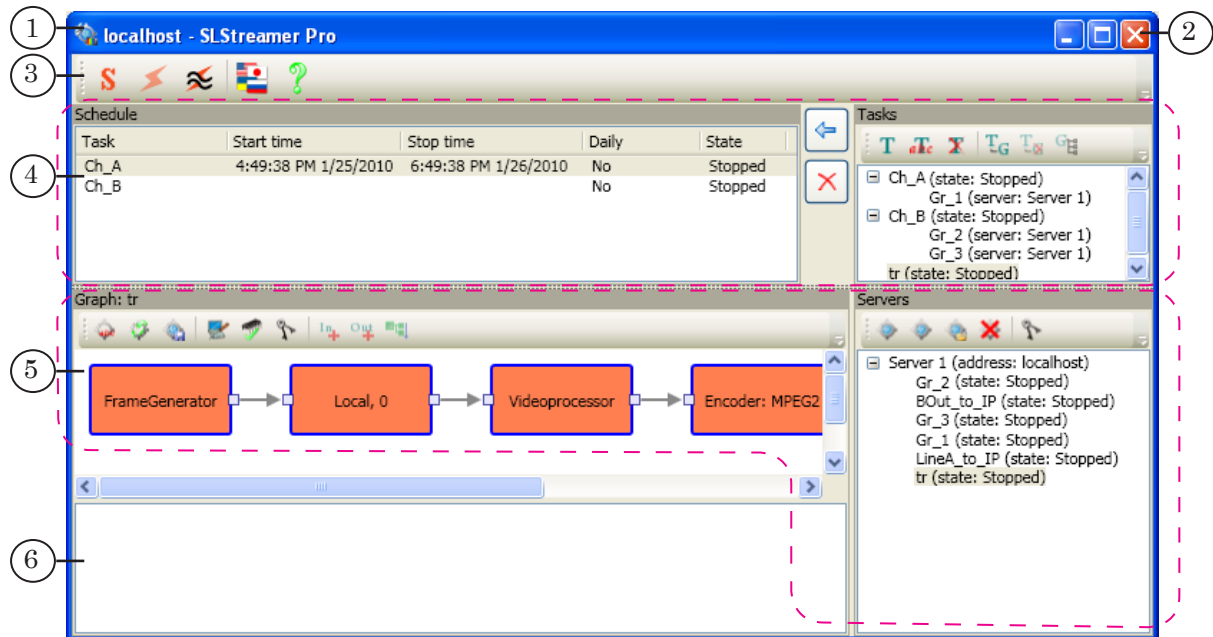 1
localhost - SLStreamer Pro
2
3
S
?
Schedule
Task Start time Stop time Daily State
Ch_A 4:49:38 PM 1/25/2010 6:49:38 PM 1/26/2010 No Stopped
Ch_B No Stopped
4
Tasks
T abc T TG T G
Ch_A (state: Stopped)
Gr_1 (server: Server 1)
Ch_B (state: Stopped)
Gr_2 (server: Server 1)
Gr_3 (server: Server 1)
tr (state: Stopped)
Graph: tr
In Out
5
FrameGenerator
Local, 0
Videoprocessor
Encoder: MPEG2
Servers
Server 1 (address: localhost)
Gr_2 (state: Stopped)
BOut_to_IP (state: Stopped)
Gr_3 (state: Stopped)
Gr_1 (state: Stopped)
LineA_to_IP (state: Stopped)
tr (state: Stopped)
6